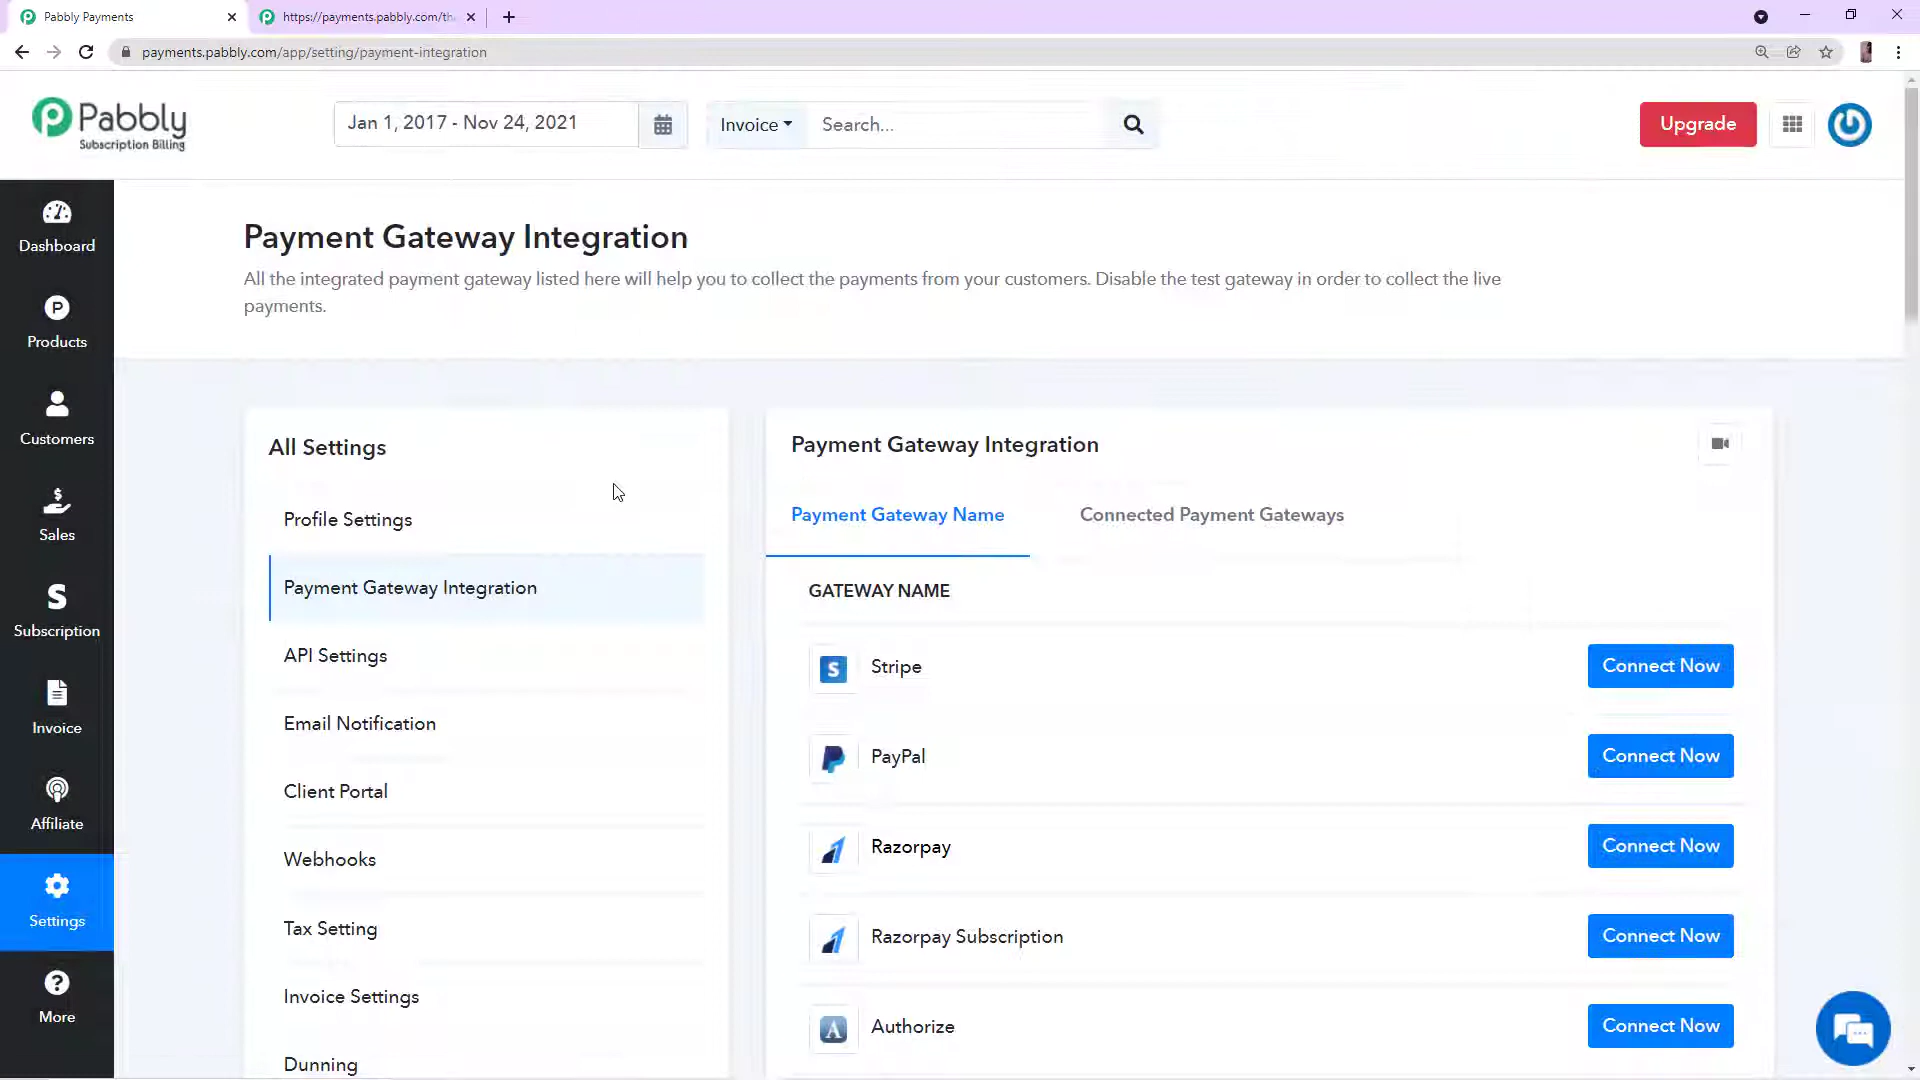 Pabbly Payments
https://payments.pabbly.com/tha
payments.pabbly.com/app/setting/payment-integration
Pabbly
Subscription Billing
Jan 1, 2017 - Nov 24, 2021
Invoice
Search...
Upgrade
Dashboard
Products
Customers
Sales
Subscription
Invoice
Affiliate
Settings
More
Payment Gateway Integration
All the integrated payment gateway listed here will help you to collect the payments from your customers. Disable the test gateway in order to collect the live
payments.
All Settings
Profile Settings
Payment Gateway Integration
API Settings
Email Notification
Client Portal
Webhooks
Tax Setting
Invoice Settings
Dunning
Payment Gateway Integration
Payment Gateway Name
Connected Payment Gateways
GATEWAY NAME
Stripe
Connect Now
PayPal
Connect Now
Razorpay
Connect Now
Razorpay Subscription
Connect Now
Authorize
Connect Now